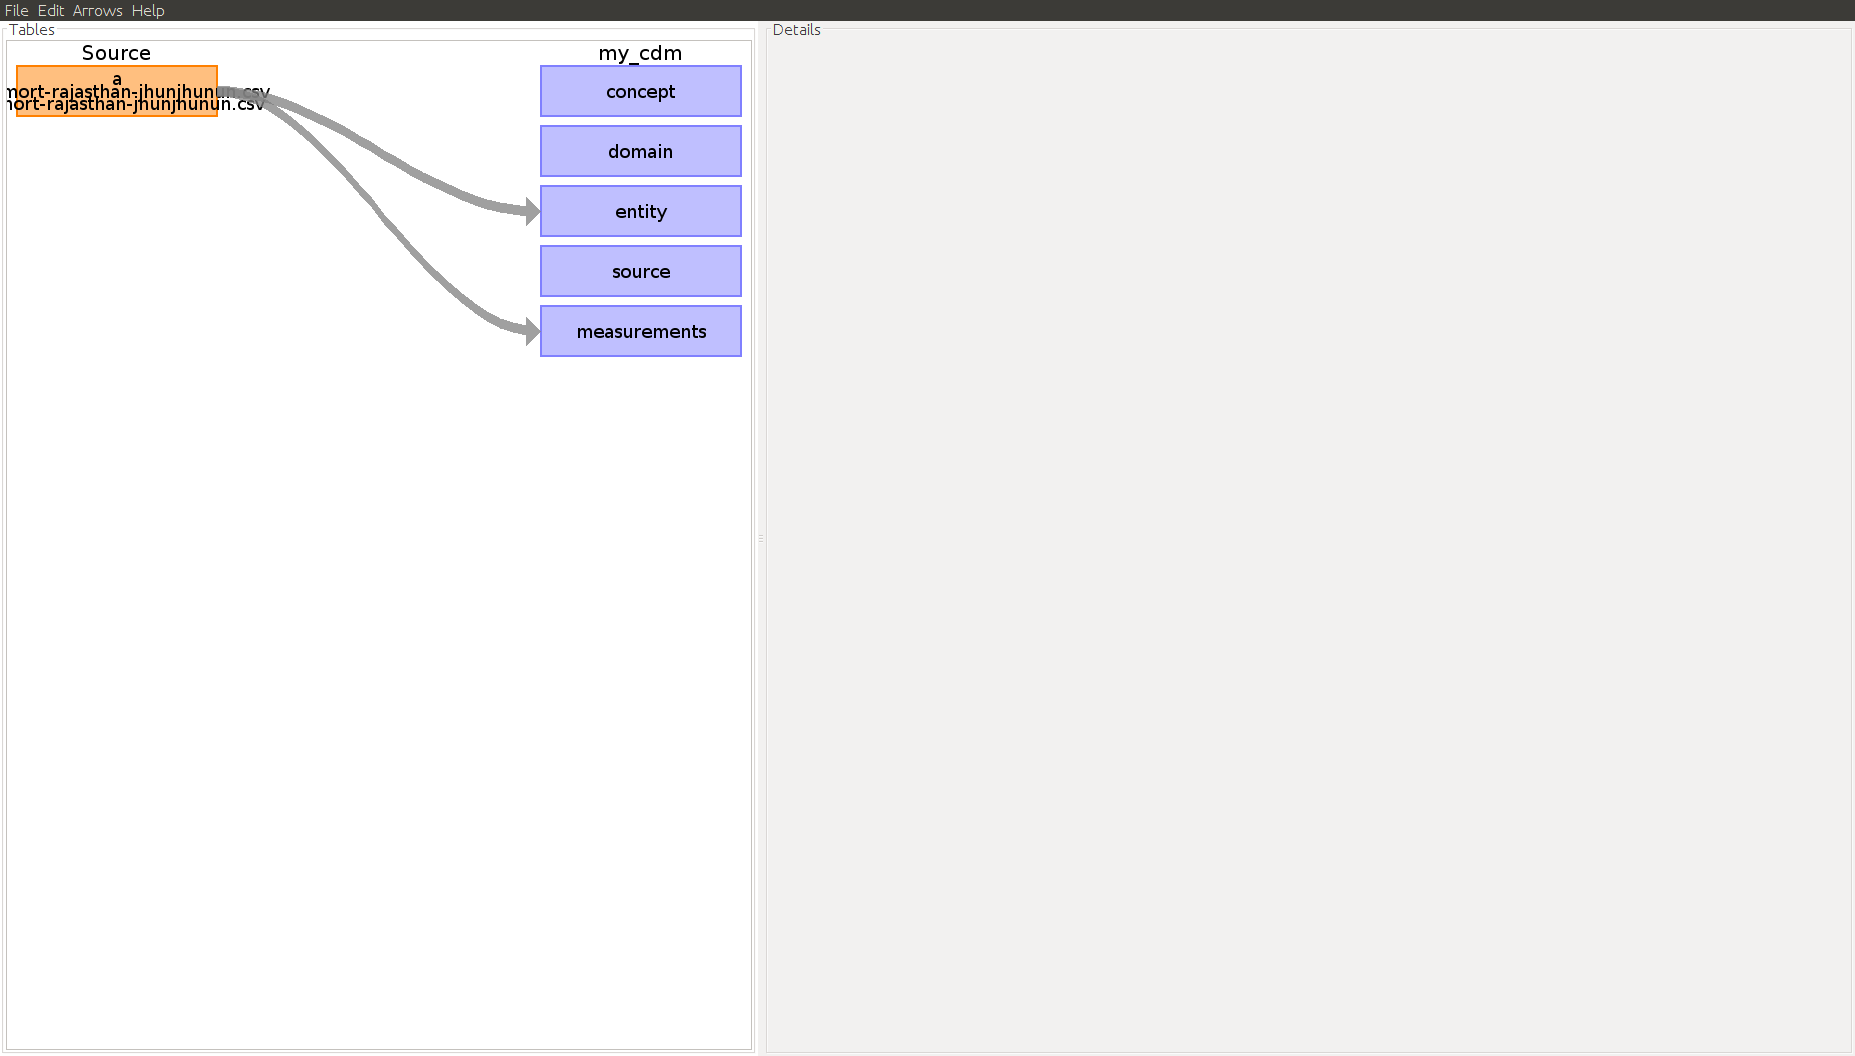 File Edit Arrows Help
Tables
Details
Source
my_cdm
a
mort-rajasthan-jhunjhunun.csv
mort-rajasthan-jhunjhunun.csv
concept
domain
entity
source
measurements